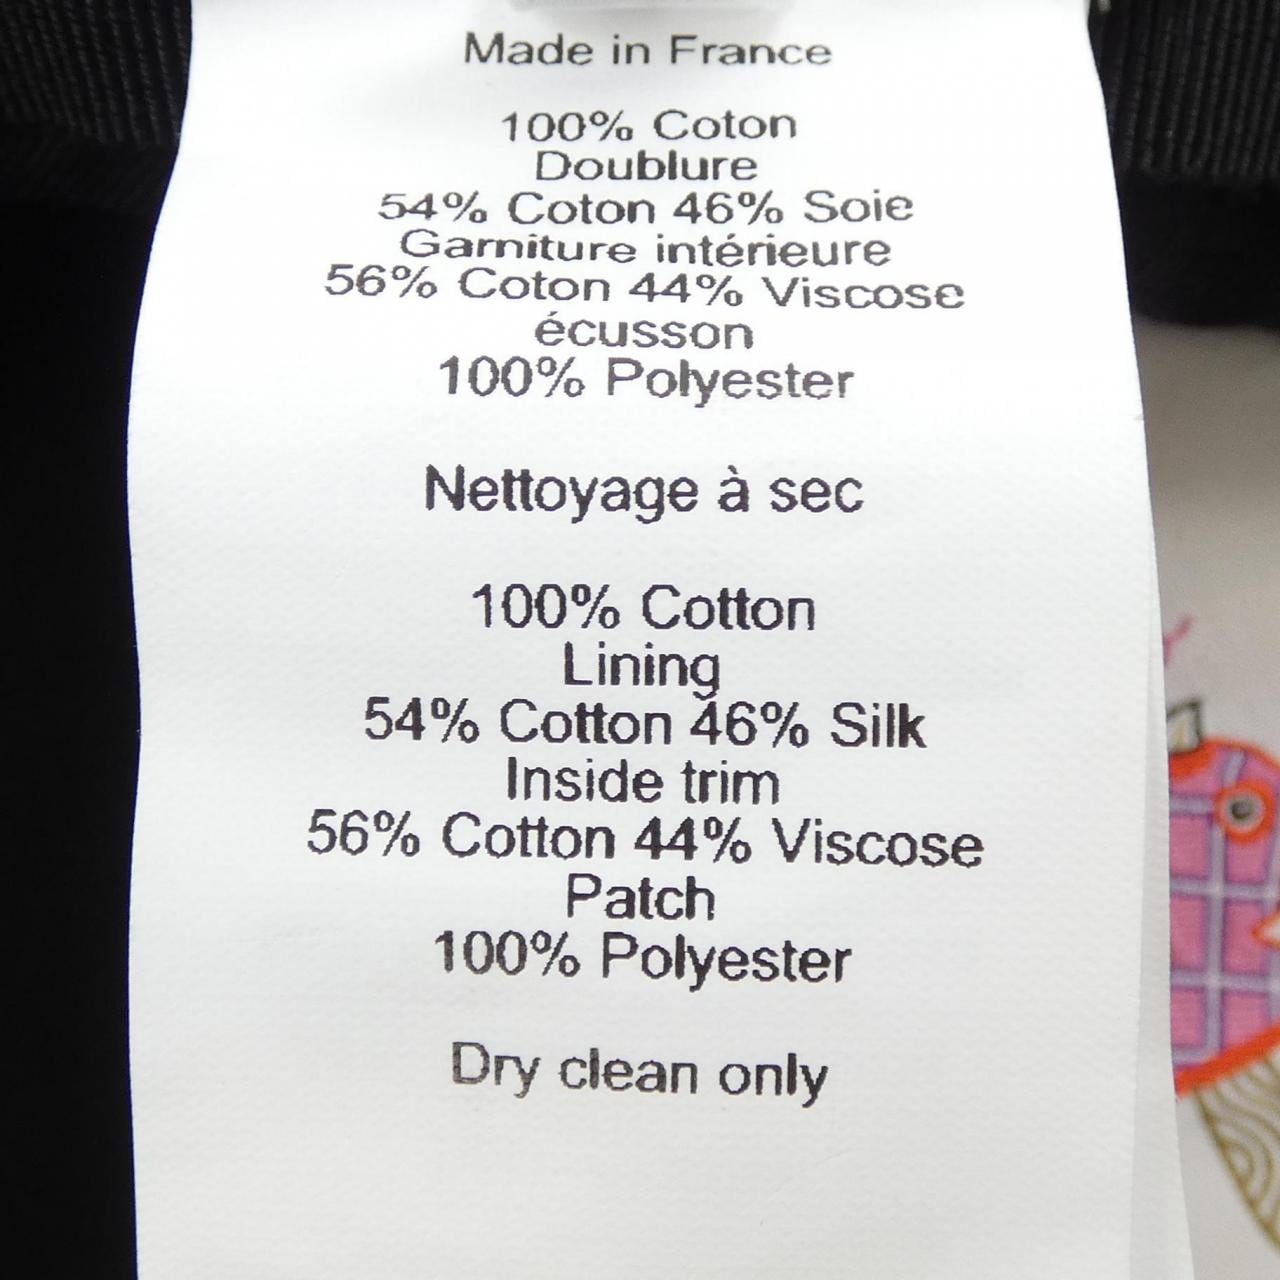 Made in France
100% Coton
Doublure
54% Coton 46% Soie
Garniture intérieure
56% Coton 44% Viscose
écusson
100% Polyester
Nettoyage à sec
100% Cotton
Lining
54% Cotton 46% Silk
Inside trim
56% Cotton 44% Viscose
Patch
100% Polyester
Dry clean only